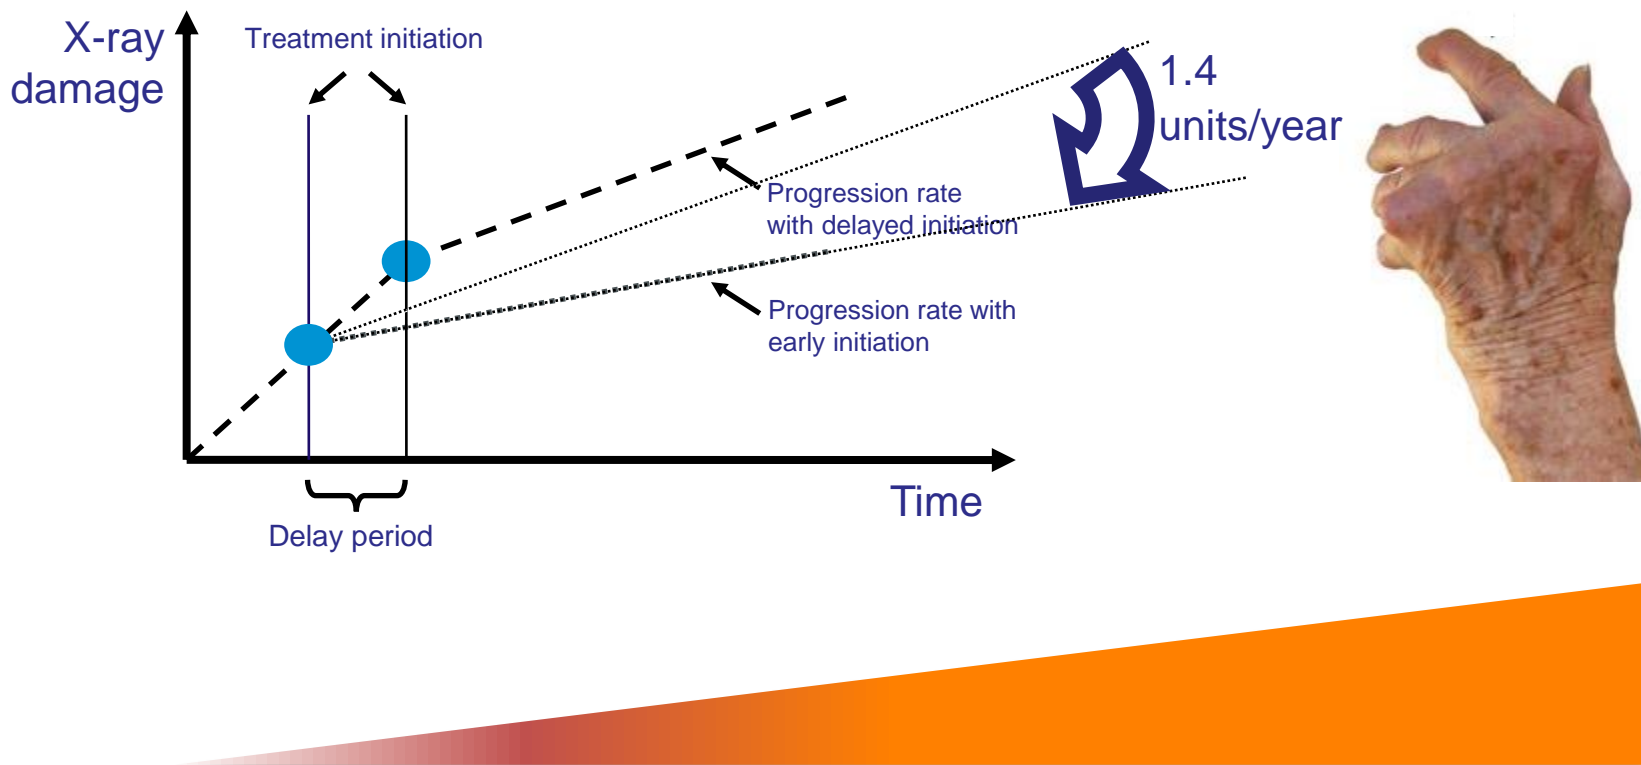 X-ray
damage
Treatment initiation
1.4
units/year
Progression rate
with delayed initiation
Progression rate with
early initiation
Time
Delay period